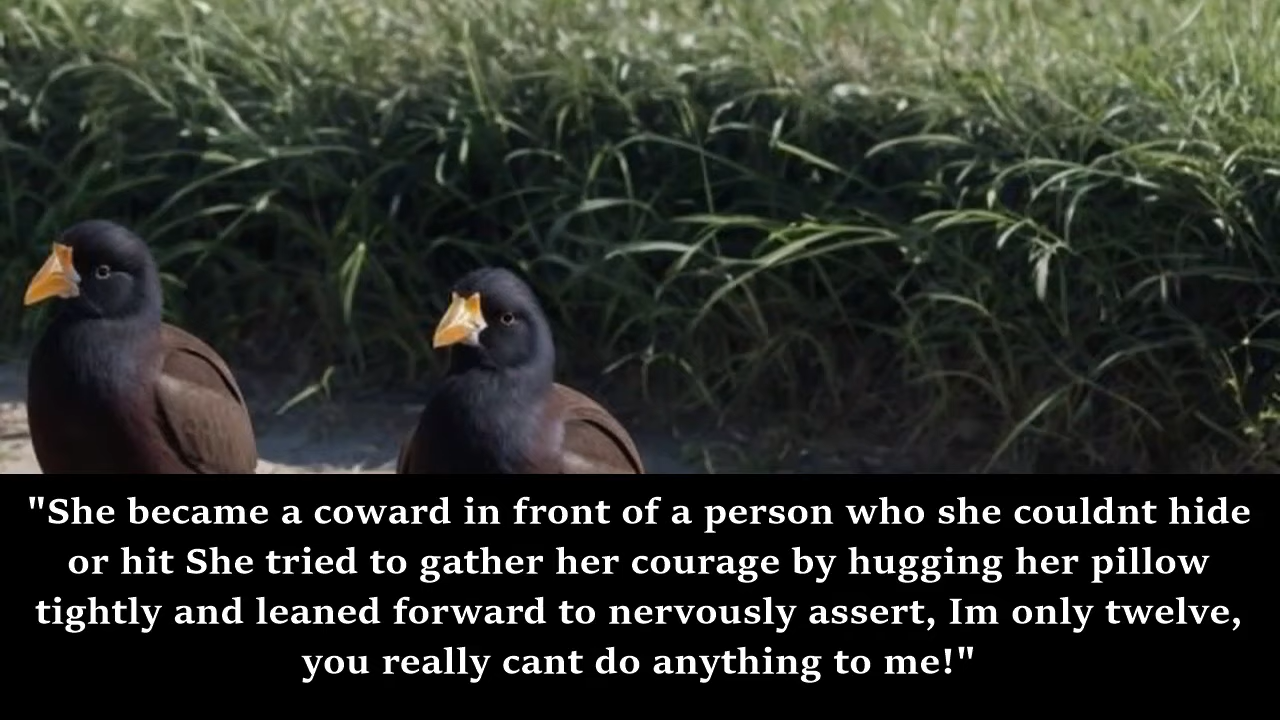 "She became a coward in front of a person who she couldnt hide
or hit She tried to gather her courage by hugging her pillow
tightly and leaned forward to nervously assert, Im only twelve,
you really cant do anything to me!"